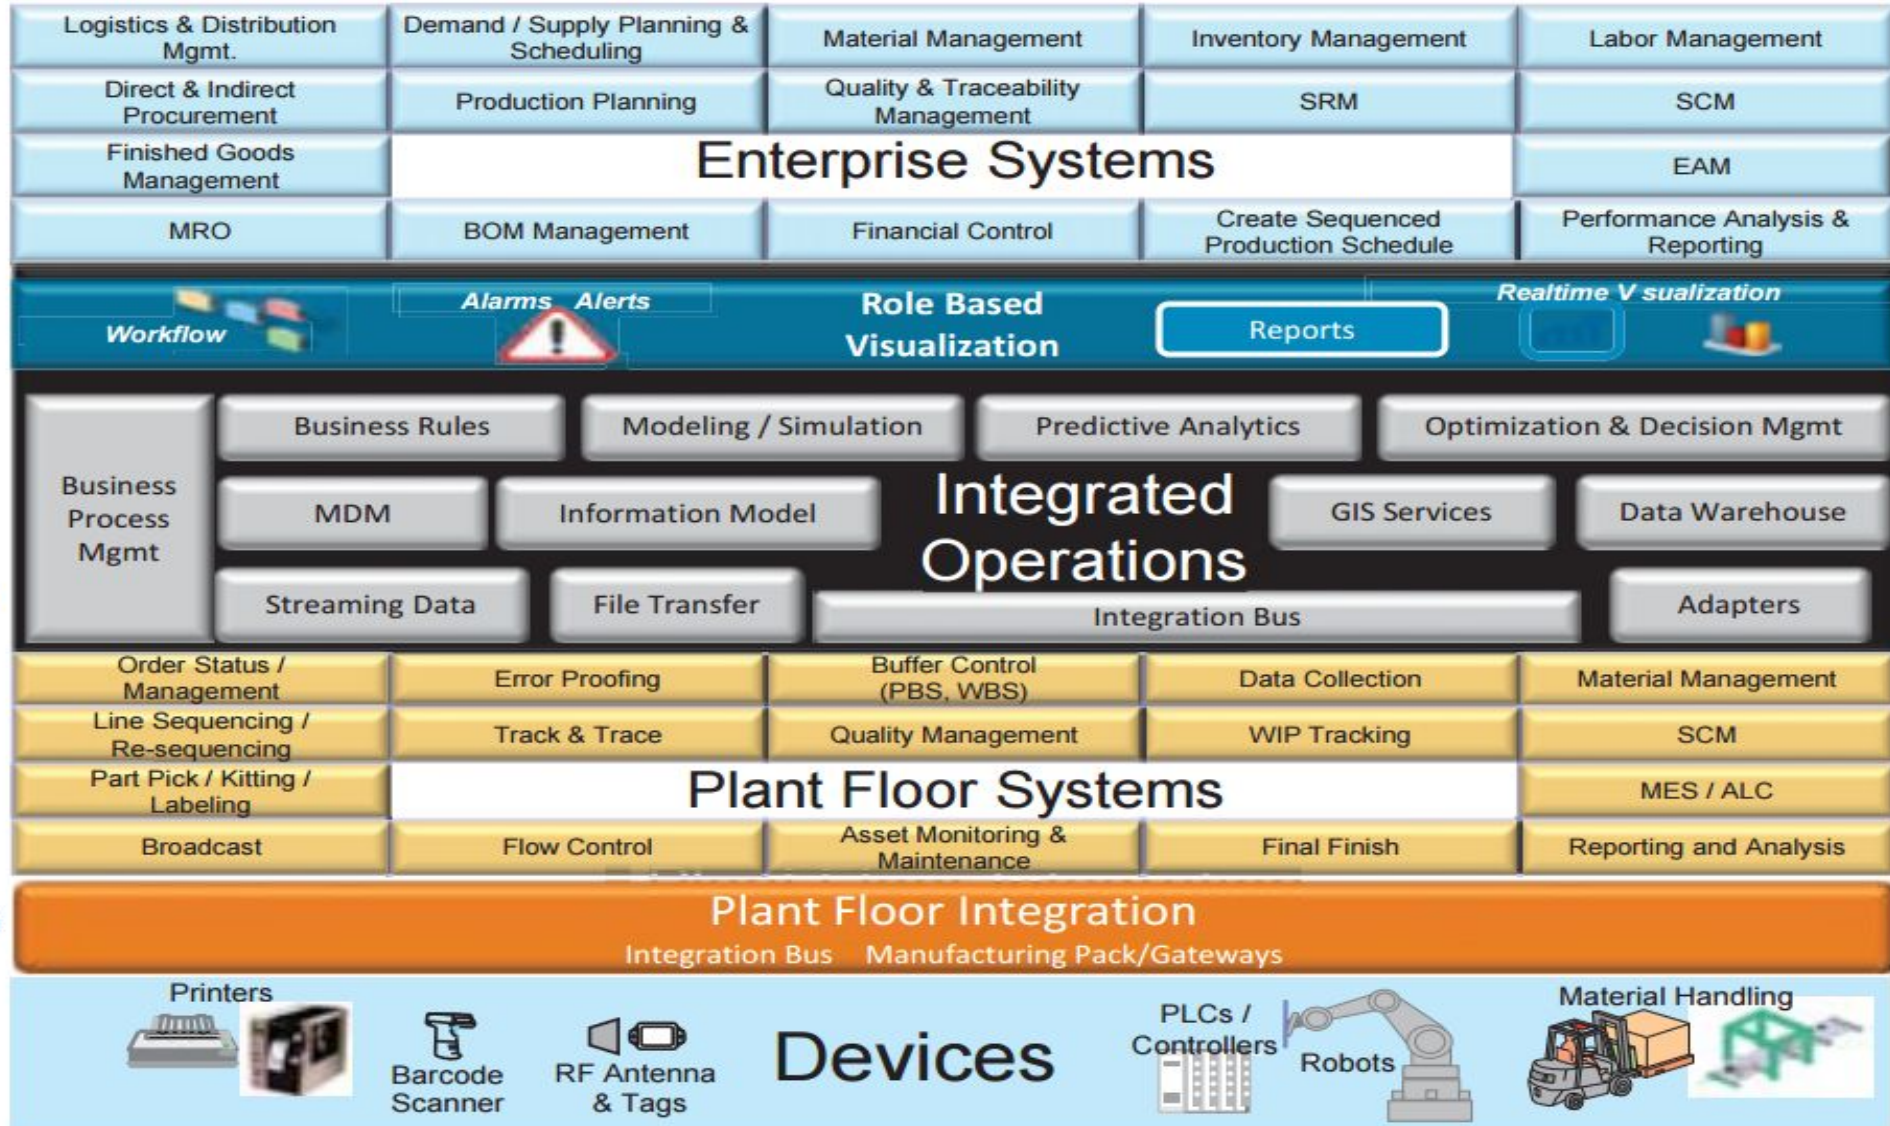 Logistics & Distribution
Mgmt.
Demand / Supply Planning &
Scheduling
Material Management
Inventory Management
Labor Management
Direct & Indirect
Procurement
Production Planning
Quality & Traceability
Management
SRM
SCM
Finished Goods
Management
Enterprise Systems
EAM
MRO
BOM Management
Financial Control
Create Sequenced
Production Schedule
Performance Analysis &
Reporting
Workflow
Alarms Alerts
Role Based
Visualization
Reports
Realtime V sualization
Business
Process
Mgmt
Business Rules
Modeling / Simulation
Predictive Analytics
Optimization & Decision Mgmt
MDM
Information Model
Integrated
Operations
GIS Services
Data Warehouse
Streaming Data
File Transfer
Integration Bus
Adapters
Order Status /
Management
Error Proofing
Buffer Control
(PBS, WBS)
Data Collection
Material Management
Line Sequencing /
Re-sequencing
Track & Trace
Quality Management
WIP Tracking
SCM
Part Pick / Kitting /
Labeling
Plant Floor Systems
MES / ALC
Broadcast
Flow Control
Asset Monitoring &
Maintenance
Final Finish
Reporting and Analysis
Plant Floor Integration
Integration Bus Manufacturing Pack/Gateways
Printers
Barcode
Scanner
RF Antenna
& Tags
Devices
PLCs /
Controllers
Robots
Material Handling